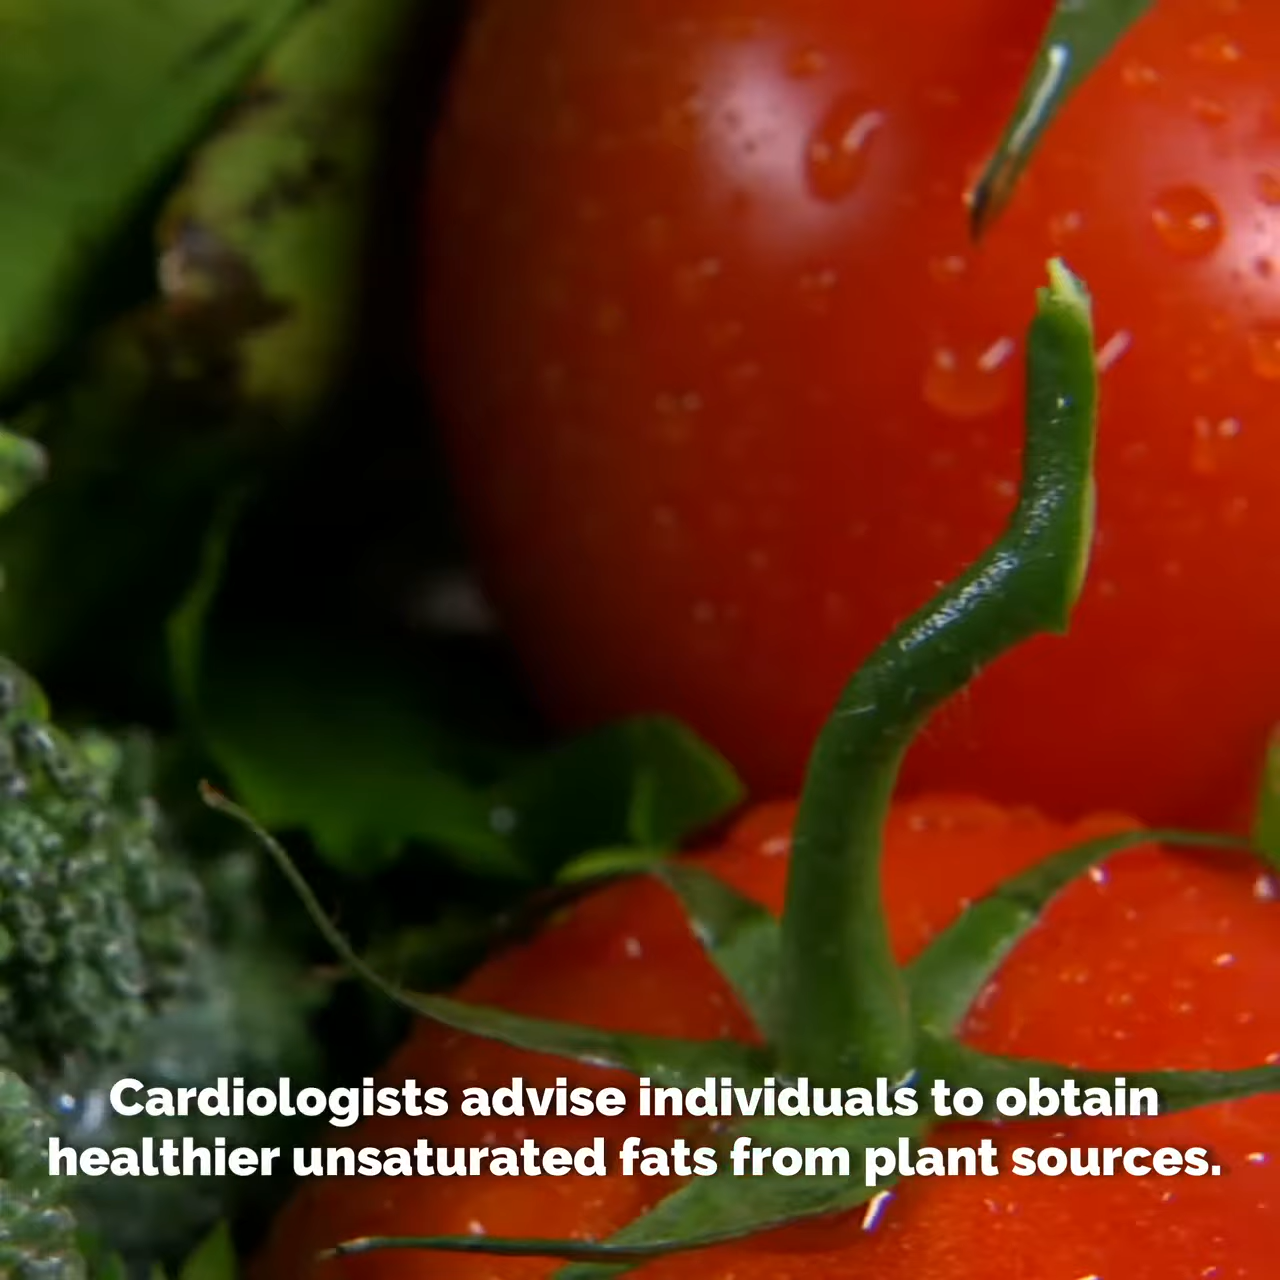 Cardiologists advise individuals to obtain
healthier unsaturated fats from plant sources.